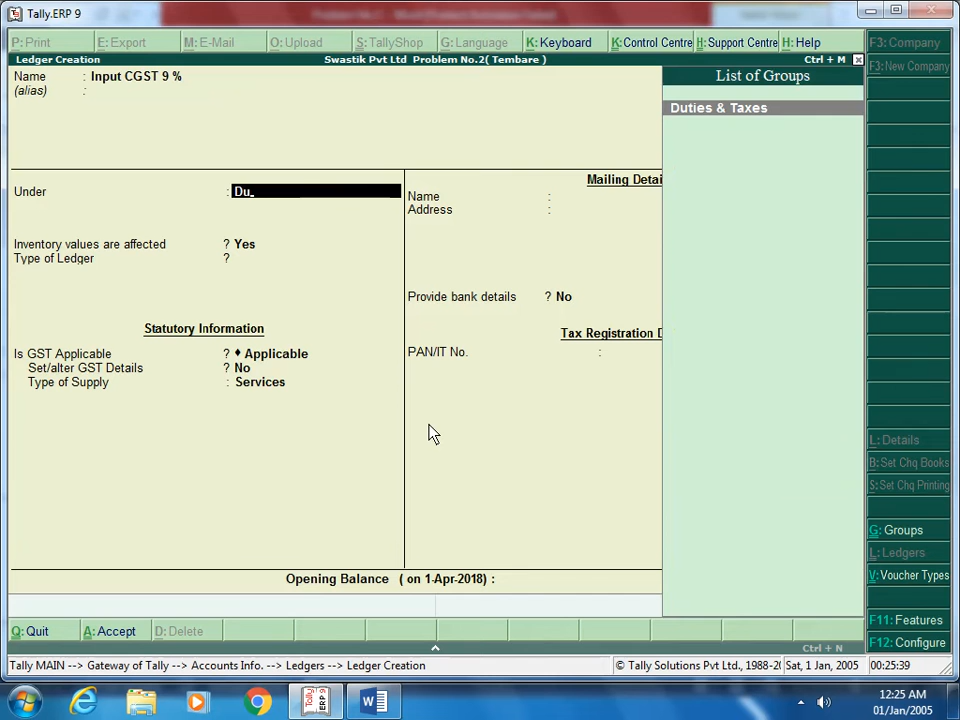 Tally.ERP 9
P: Print E: Export M: E-Mail O: Upload S: TallyShop G: Language K: Keyboard K: Control Centre H: Support Centre H: Help
F3: Company
F3: New Company
Ledger Creation Swastik Pvt Ltd Problem No.2( Tembare ) Ctrl + M
Name : Input CGST 9 %
(alias) :
List of Groups
Duties & Taxes
Under : Du
Inventory values are affected ? Yes
Type of Ledger ?
Mailing Detai
Name :
Address :
Provide bank details ? No
Statutory Information
Is GST Applicable ? ♦ Applicable
Set/alter GST Details ? No
Type of Supply : Services
Tax Registration D
PAN/IT No. :
L: Details
B: Set Chq Books
S: Set Chq Printing
G: Groups
L: Ledgers
V: Voucher Types
F11: Features
F12: Configure
Opening Balance ( on 1-Apr-2018) :
Q: Quit A: Accept D: Delete
Ctrl + N
Tally MAIN --> Gateway of Tally --> Accounts Info. --> Ledgers --> Ledger Creation © Tally Solutions Pvt Ltd., 1988-20 Sat, 1 Jan, 2005 00:25:39
12:25 AM
01/Jan/2005